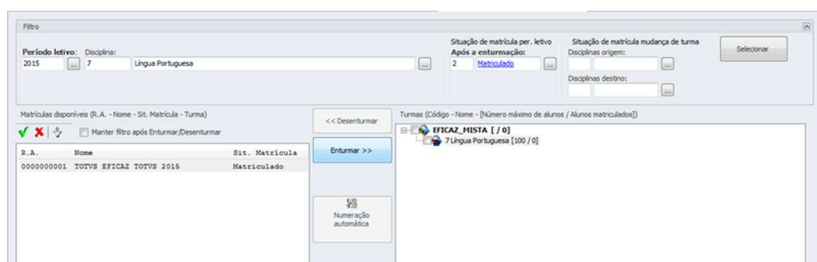 Filtro
Período letivo: Disciplina:
2015 ... 7 Língua Portuguesa ...
Situação de matrícula per. letivo
Após a enturmação:
2 Matriculado ...
Situação de matrícula mudança de turma
Disciplinas origem:
...
Disciplinas destino:
...
Selecionar
Matrículas disponíveis (R.A. - Nome - Sit. Matrícula - Turma)
Manter filtro após Enturmar/Desenturmar
R.A. Nome Sit. Matrícula
0000000001 TOTVS EFICAZ TOTVS 2015 Matriculado
<< Desenturmar
Enturmar >>
Numeração
automática
Turmas (Código - Nome - [Número máximo de alunos / Alunos matriculados])
EFICAZ_MISTA [ / 0]
7 Língua Portuguesa [100 / 0]